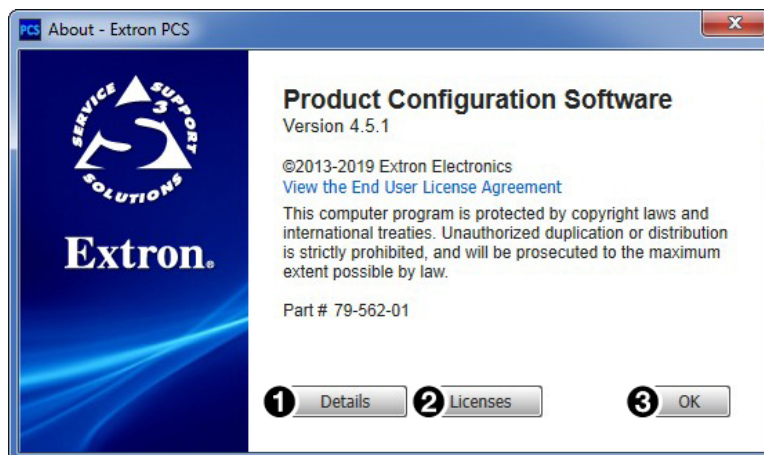 PCS About - Extron PCS
SERVICE SUPPORT SOLUTIONS
S3
Extron®
Product Configuration Software
Version 4.5.1
©2013-2019 Extron Electronics
View the End User License Agreement
This computer program is protected by copyright laws and
international treaties. Unauthorized duplication or distribution
is strictly prohibited, and will be prosecuted to the maximum
extent possible by law.
Part # 79-562-01
1 Details 2 Licenses 3 OK